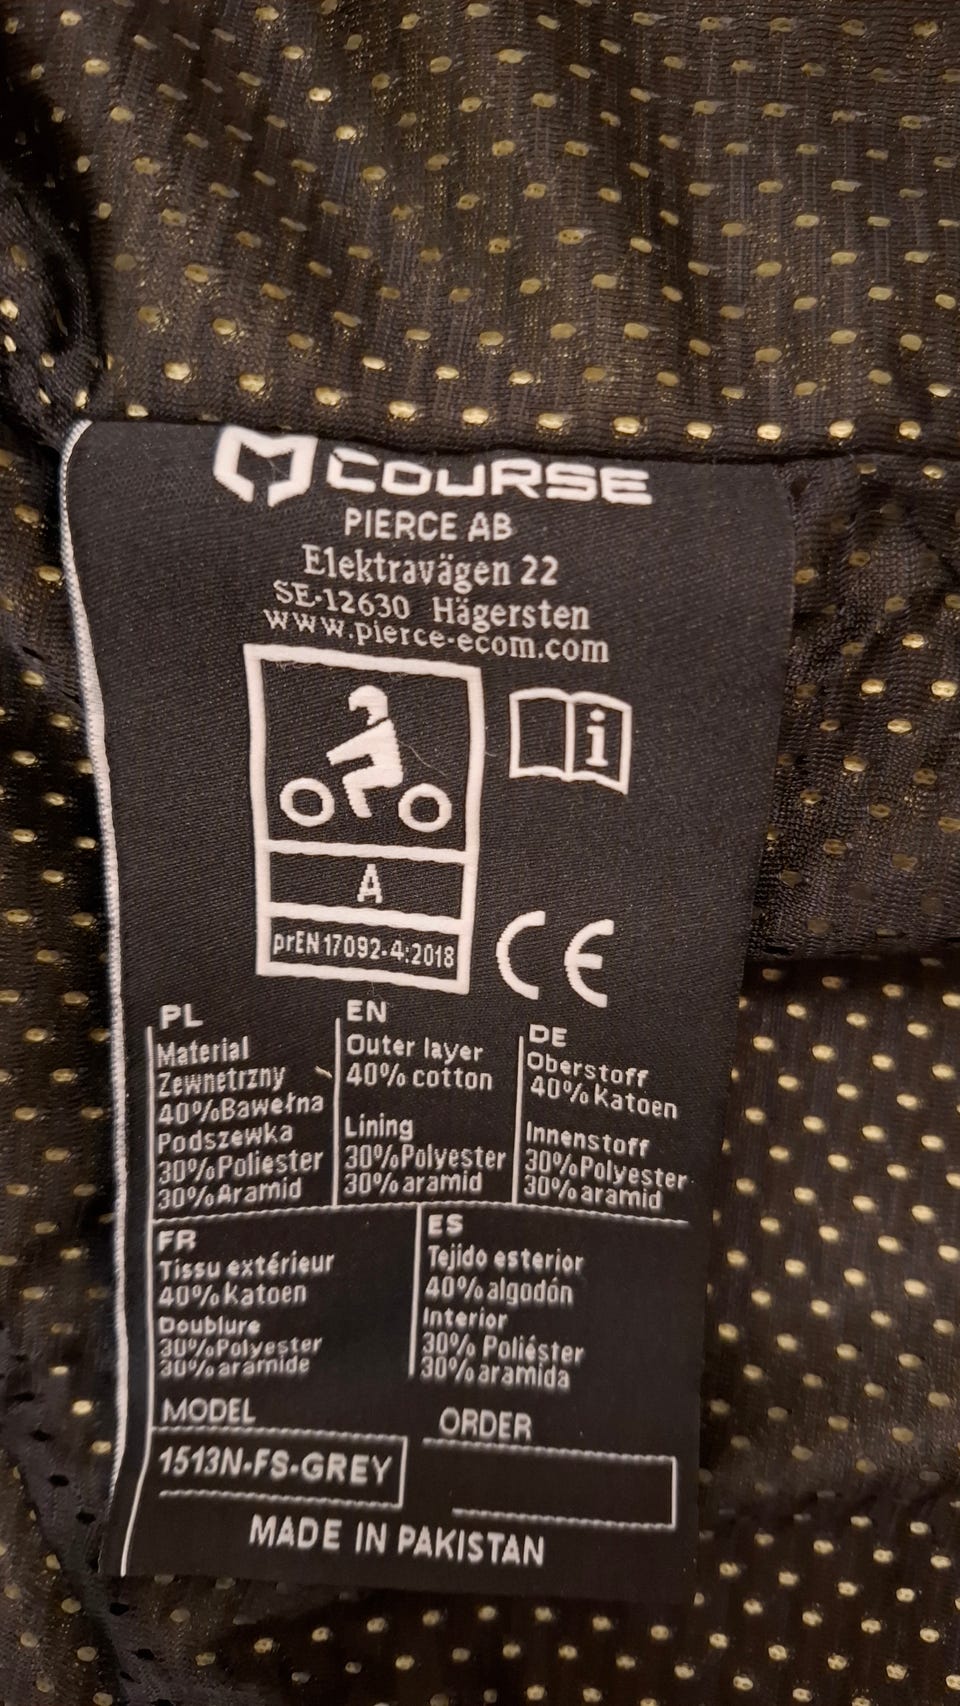 COURSE
PIERCE AB
Elektravägen 22
SE-12630 Hägersten
www.pierce-ecom.com
i
A
prEN17092-4:2018
CE
PL
Material
Zewnetrzny
40%Bawełna
Podszewka
30%Poliester
30%Aramid
EN
Outer layer
40% cotton
Lining
30%Polyester
30% aramid
DE
Oberstoff
40% Katoen
Innenstoff
30%Polyester
30% aramid
FR
Tissu extérieur
40% Katoen
Doublure
30%Polyester
30% aramide
ES
Tejido esterior
40% algodón
Interior
30% Poliéster
30% aramida
MODEL
1513N-FS-GREY
ORDER
MADE IN PAKISTAN